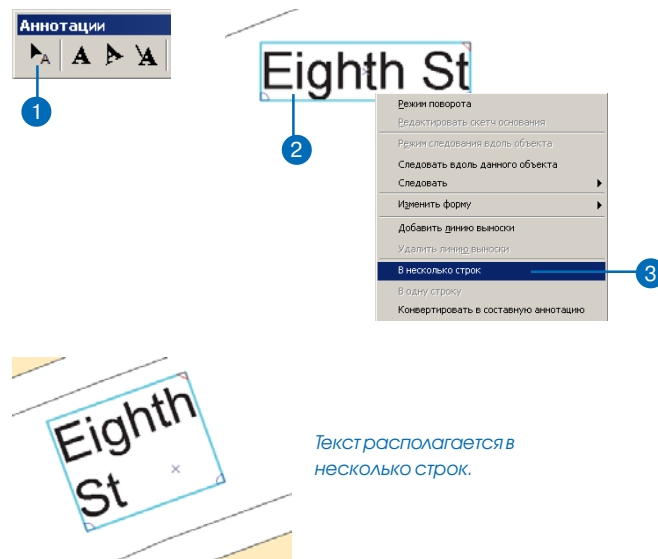 Аннотации
A A A A
1
Eighth St
2
Режим поворота
Редактировать скетч основания
Режим следования вдоль объекта
Следовать вдоль данного объекта
Следовать
Изменить форму
Добавить линию выноски
Удалить линию выноски
В несколько строк
3
В одну строку
Конвертировать в составную аннотацию
Eighth
St
Текст располагается в
несколько строк.